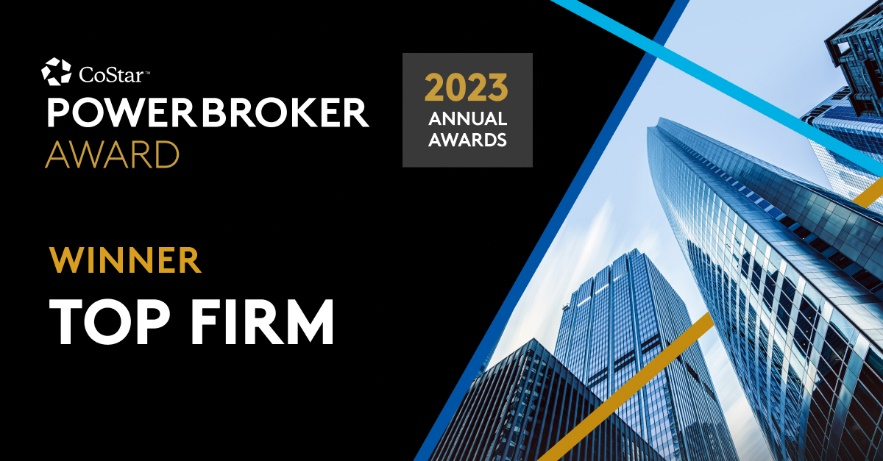 CoStar™
POWERBROKER
AWARD
2023
ANNUAL
AWARDS
WINNER
TOP FIRM